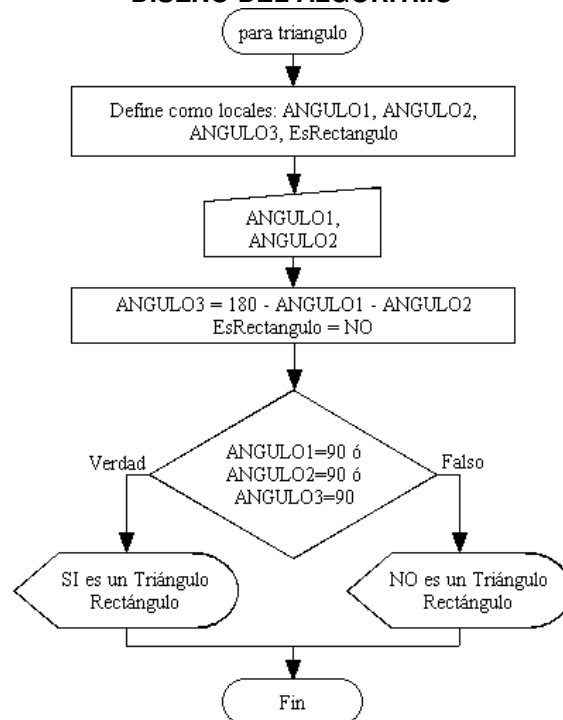 DISEÑO DEL ALGORITMO
para triangulo
Define como locales: ANGULO1, ANGULO2,
ANGULO3, EsRectangulo
ANGULO1,
ANGULO2
ANGULO3 = 180 - ANGULO1 - ANGULO2
EsRectangulo = NO
ANGULO1=90 ó
ANGULO2=90 ó
ANGULO3=90
Verdad
Falso
SI es un Triángulo
Rectángulo
NO es un Triángulo
Rectángulo
Fin